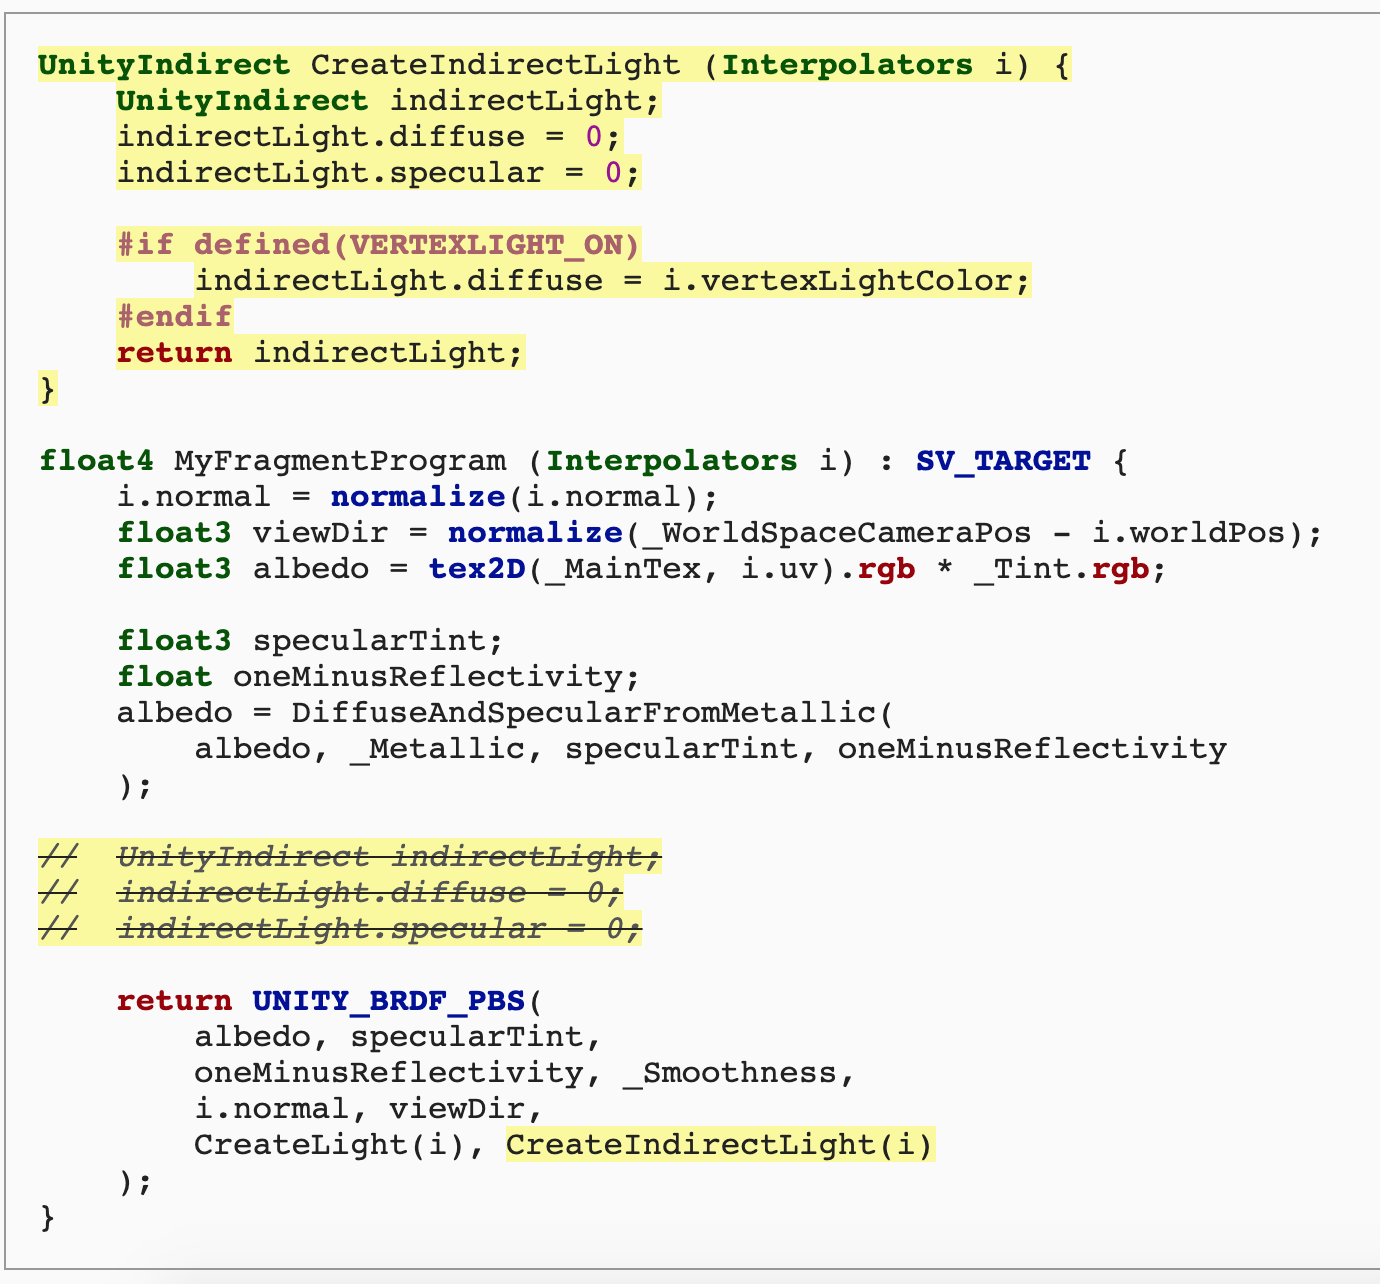 UnityIndirect CreateIndirectLight (Interpolators i) {
    UnityIndirect indirectLight;
    indirectLight.diffuse = 0;
    indirectLight.specular = 0;

    #if defined(VERTEXLIGHT_ON)
        indirectLight.diffuse = i.vertexLightColor;
    #endif
    return indirectLight;
}

float4 MyFragmentProgram (Interpolators i) : SV_TARGET {
    i.normal = normalize(i.normal);
    float3 viewDir = normalize(_WorldSpaceCameraPos - i.worldPos);
    float3 albedo = tex2D(_MainTex, i.uv).rgb * _Tint.rgb;

    float3 specularTint;
    float oneMinusReflectivity;
    albedo = DiffuseAndSpecularFromMetallic(
        albedo, _Metallic, specularTint, oneMinusReflectivity
    );

//  UnityIndirect indirectLight;
//  indirectLight.diffuse = 0;
//  indirectLight.specular = 0;

    return UNITY_BRDF_PBS(
        albedo, specularTint,
        oneMinusReflectivity, _Smoothness,
        i.normal, viewDir,
        CreateLight(i), CreateIndirectLight(i)
    );
}